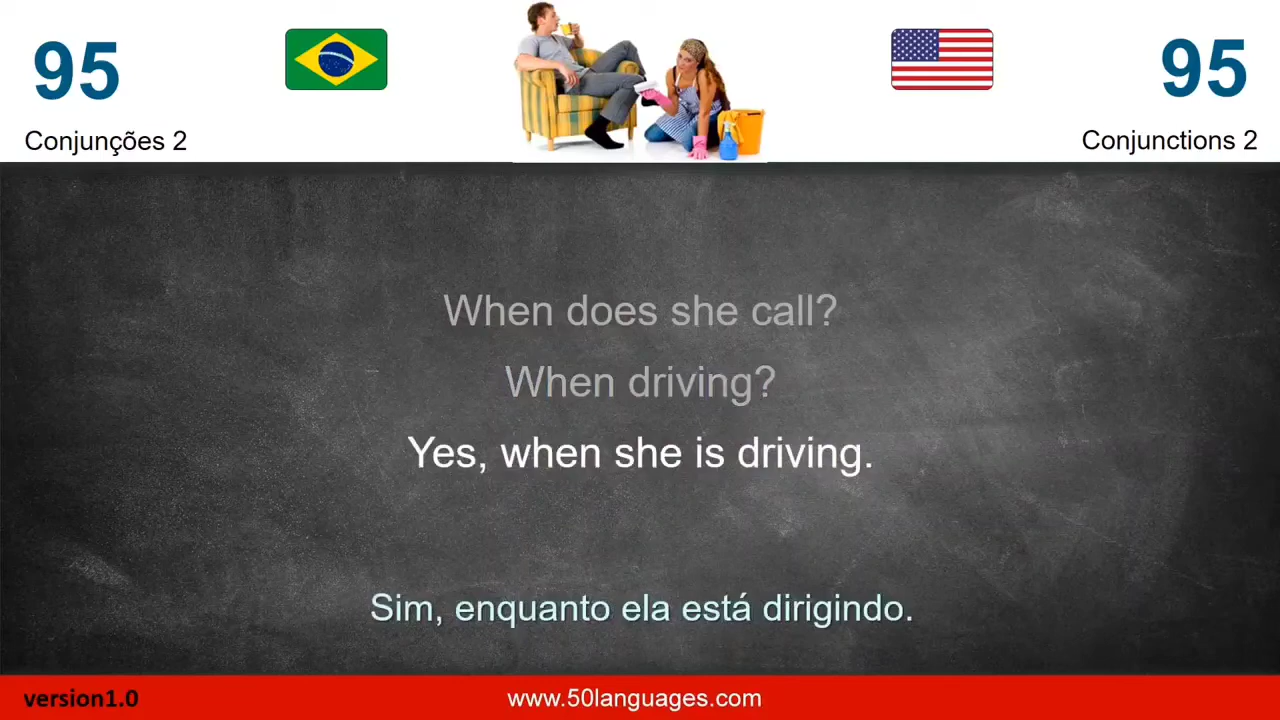 95
95
Conjunções 2
Conjunctions 2
When does she call?
When driving?
Yes, when she is driving.
Sim, enquanto ela está dirigindo.
version1.0
www.50languages.com